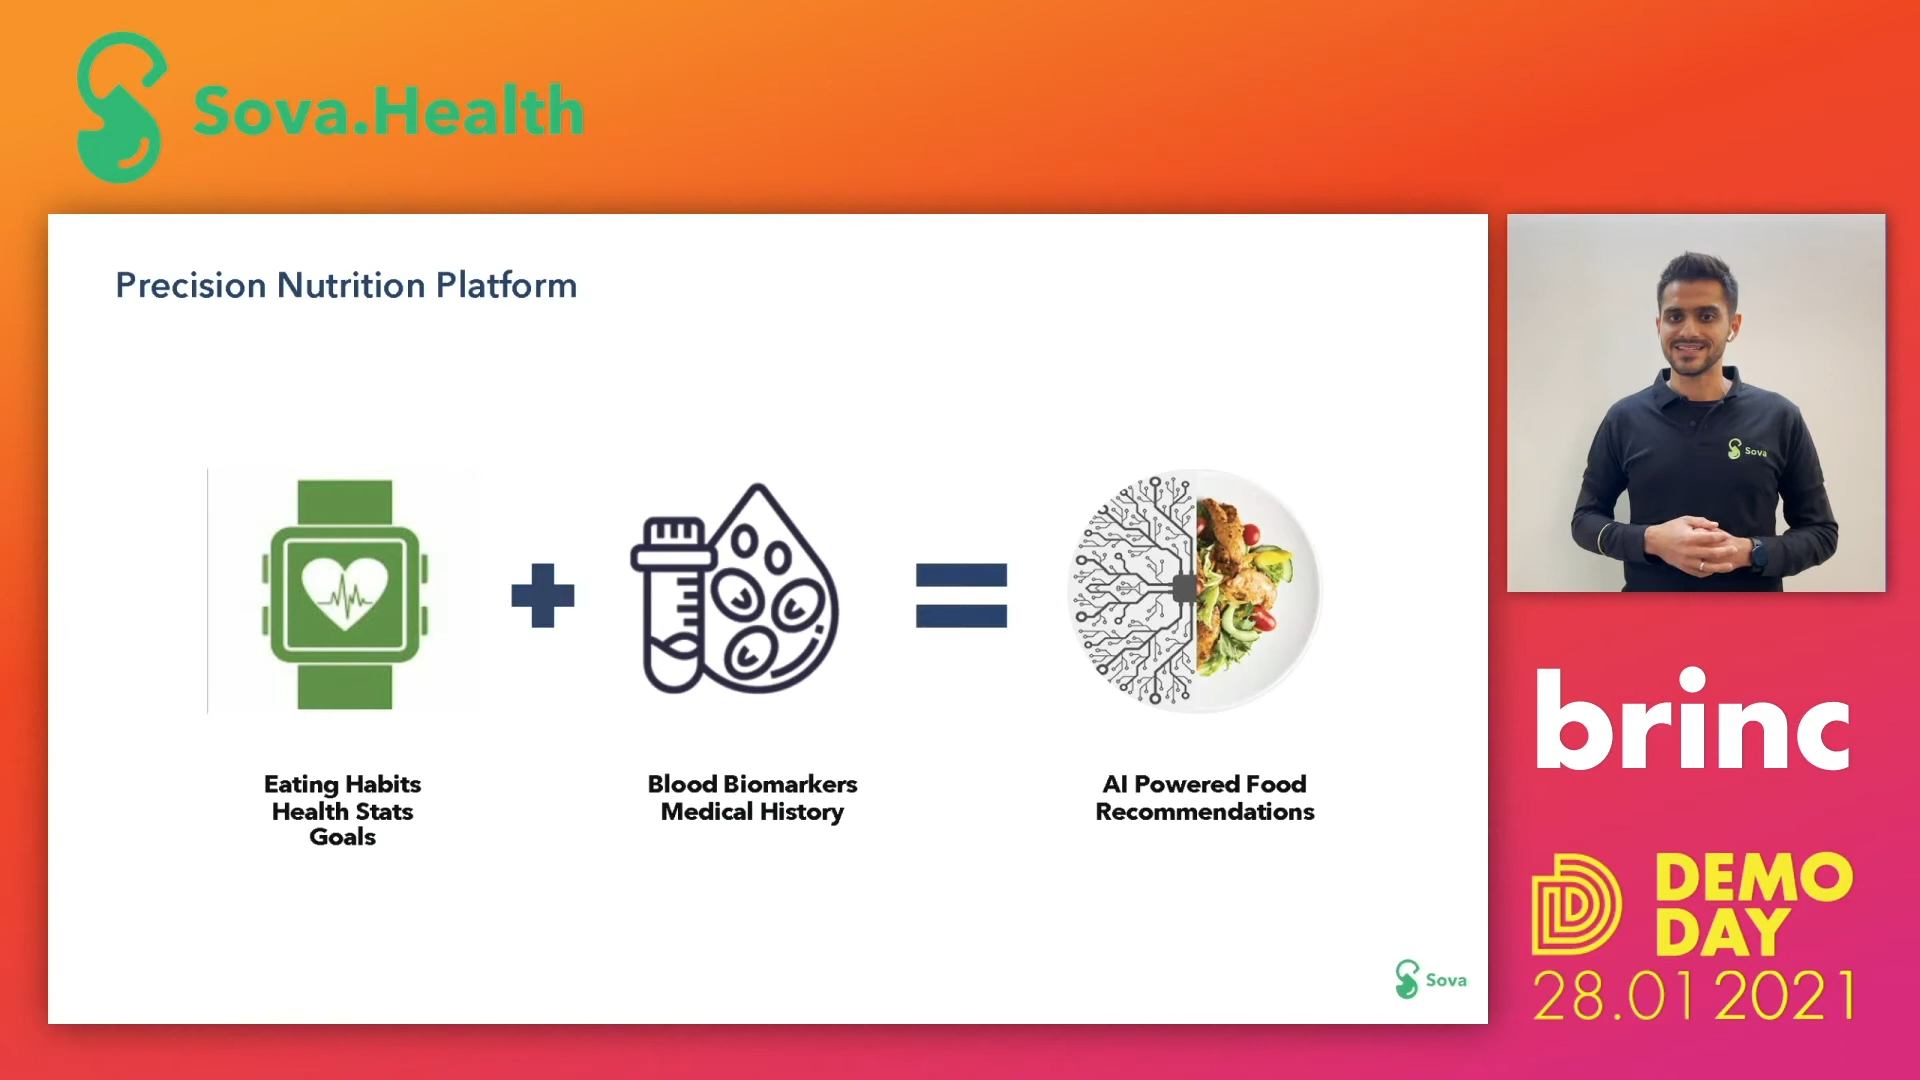 Sova.Health
Precision Nutrition Platform
Eating Habits
Health Stats
Goals
Blood Biomarkers
Medical History
AI Powered Food
Recommendations
Sova
Sova
brinc
DEMO
DAY
28.01 2021